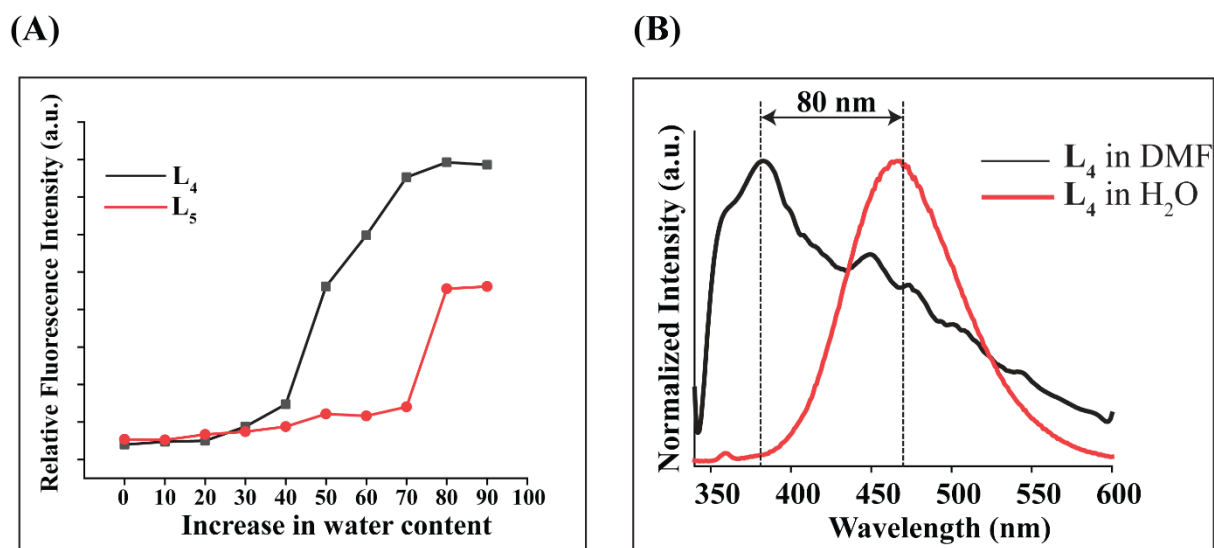 (A)
(B)
Relative Fluorescence Intensity (a.u.)
L4
L5
0 10 20 30 40 50 60 70 80 90 100
Increase in water content
80 nm
Normalized Intensity (a.u.)
L4 in DMF
L4 in H2O
350 400 450 500 550 600
Wavelength (nm)